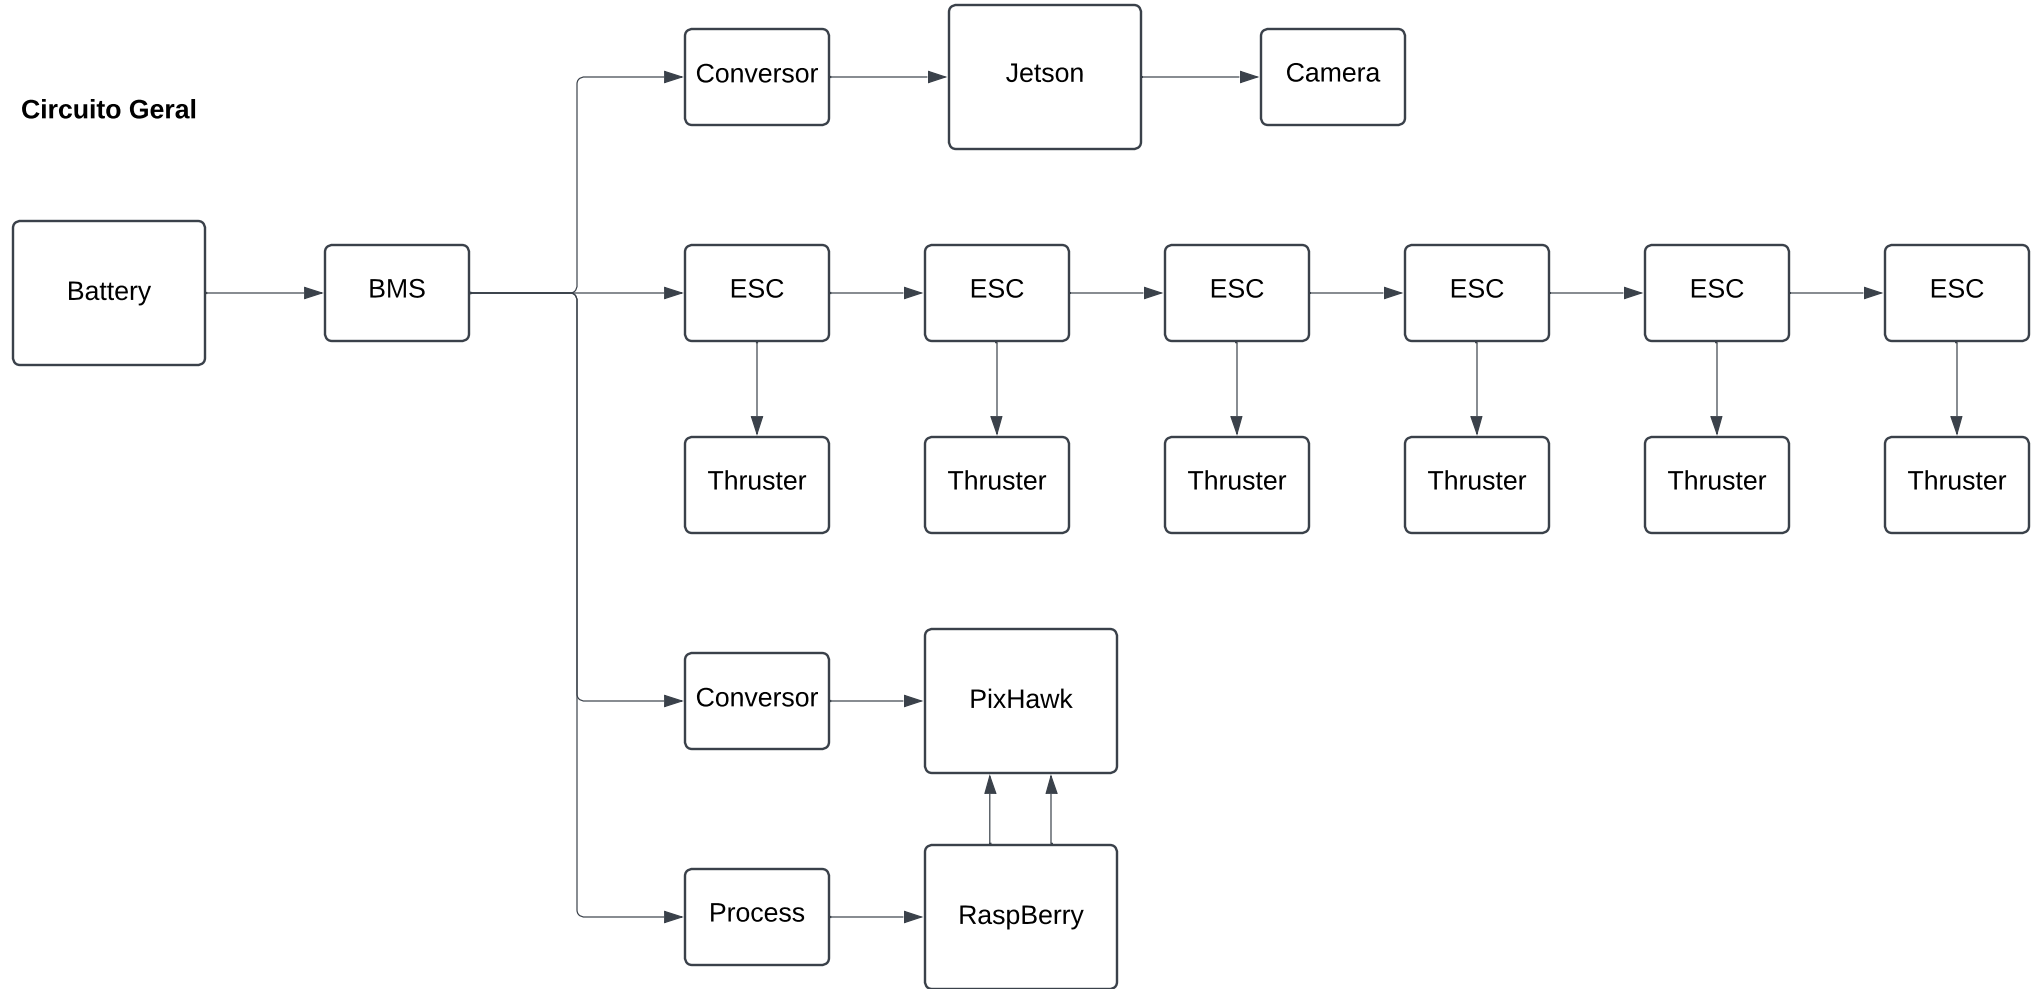 Conversor
Jetson
Camera
Circuito Geral
Battery
BMS
ESC
ESC
ESC
ESC
ESC
ESC
Thruster
Thruster
Thruster
Thruster
Thruster
Thruster
Conversor
PixHawk
Process
RaspBerry